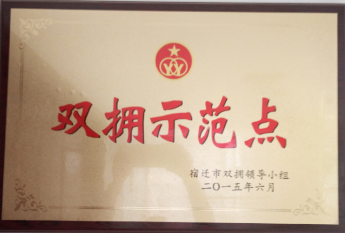 双拥示范点
宿迁市双拥领导小组
二〇一五年六月